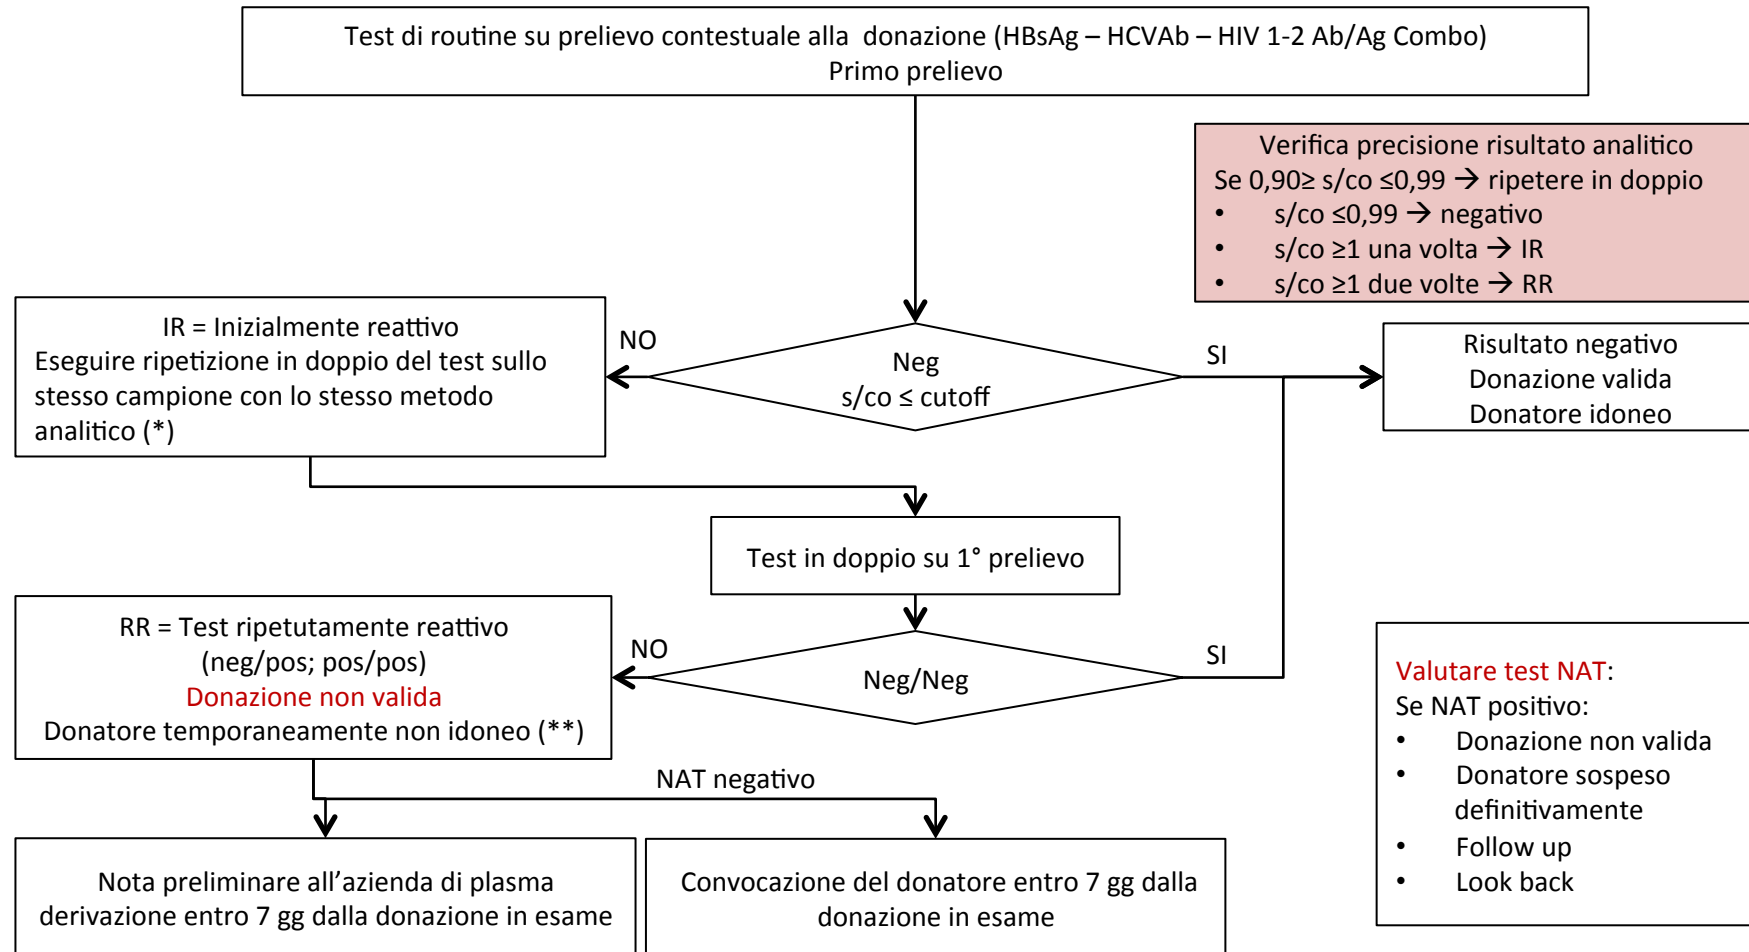 Test di routine su prelievo contestuale alla donazione (HBsAg – HCVAb – HIV 1-2 Ab/Ag Combo)
Primo prelievo
Verifica precisione risultato analitico
Se 0,90≥ s/co ≤0,99 → ripetere in doppio
• s/co ≤0,99 → negativo
• s/co ≥1 una volta → IR
• s/co ≥1 due volte → RR
IR = Inizialmente reattivo
Eseguire ripetizione in doppio del test sullo
stesso campione con lo stesso metodo
analitico (*)
NO
Neg
s/co ≤ cutoff
SI
Risultato negativo
Donazione valida
Donatore idoneo
Test in doppio su 1° prelievo
RR = Test ripetutamente reattivo
(neg/pos; pos/pos)
Donazione non valida
Donatore temporaneamente non idoneo (**)
NO
Neg/Neg
SI
Valutare test NAT:
Se NAT positivo:
• Donazione non valida
• Donatore sospeso
definitivamente
• Follow up
• Look back
NAT negativo
Nota preliminare all’azienda di plasma
derivazione entro 7 gg dalla donazione in esame
Convocazione del donatore entro 7 gg dalla
donazione in esame